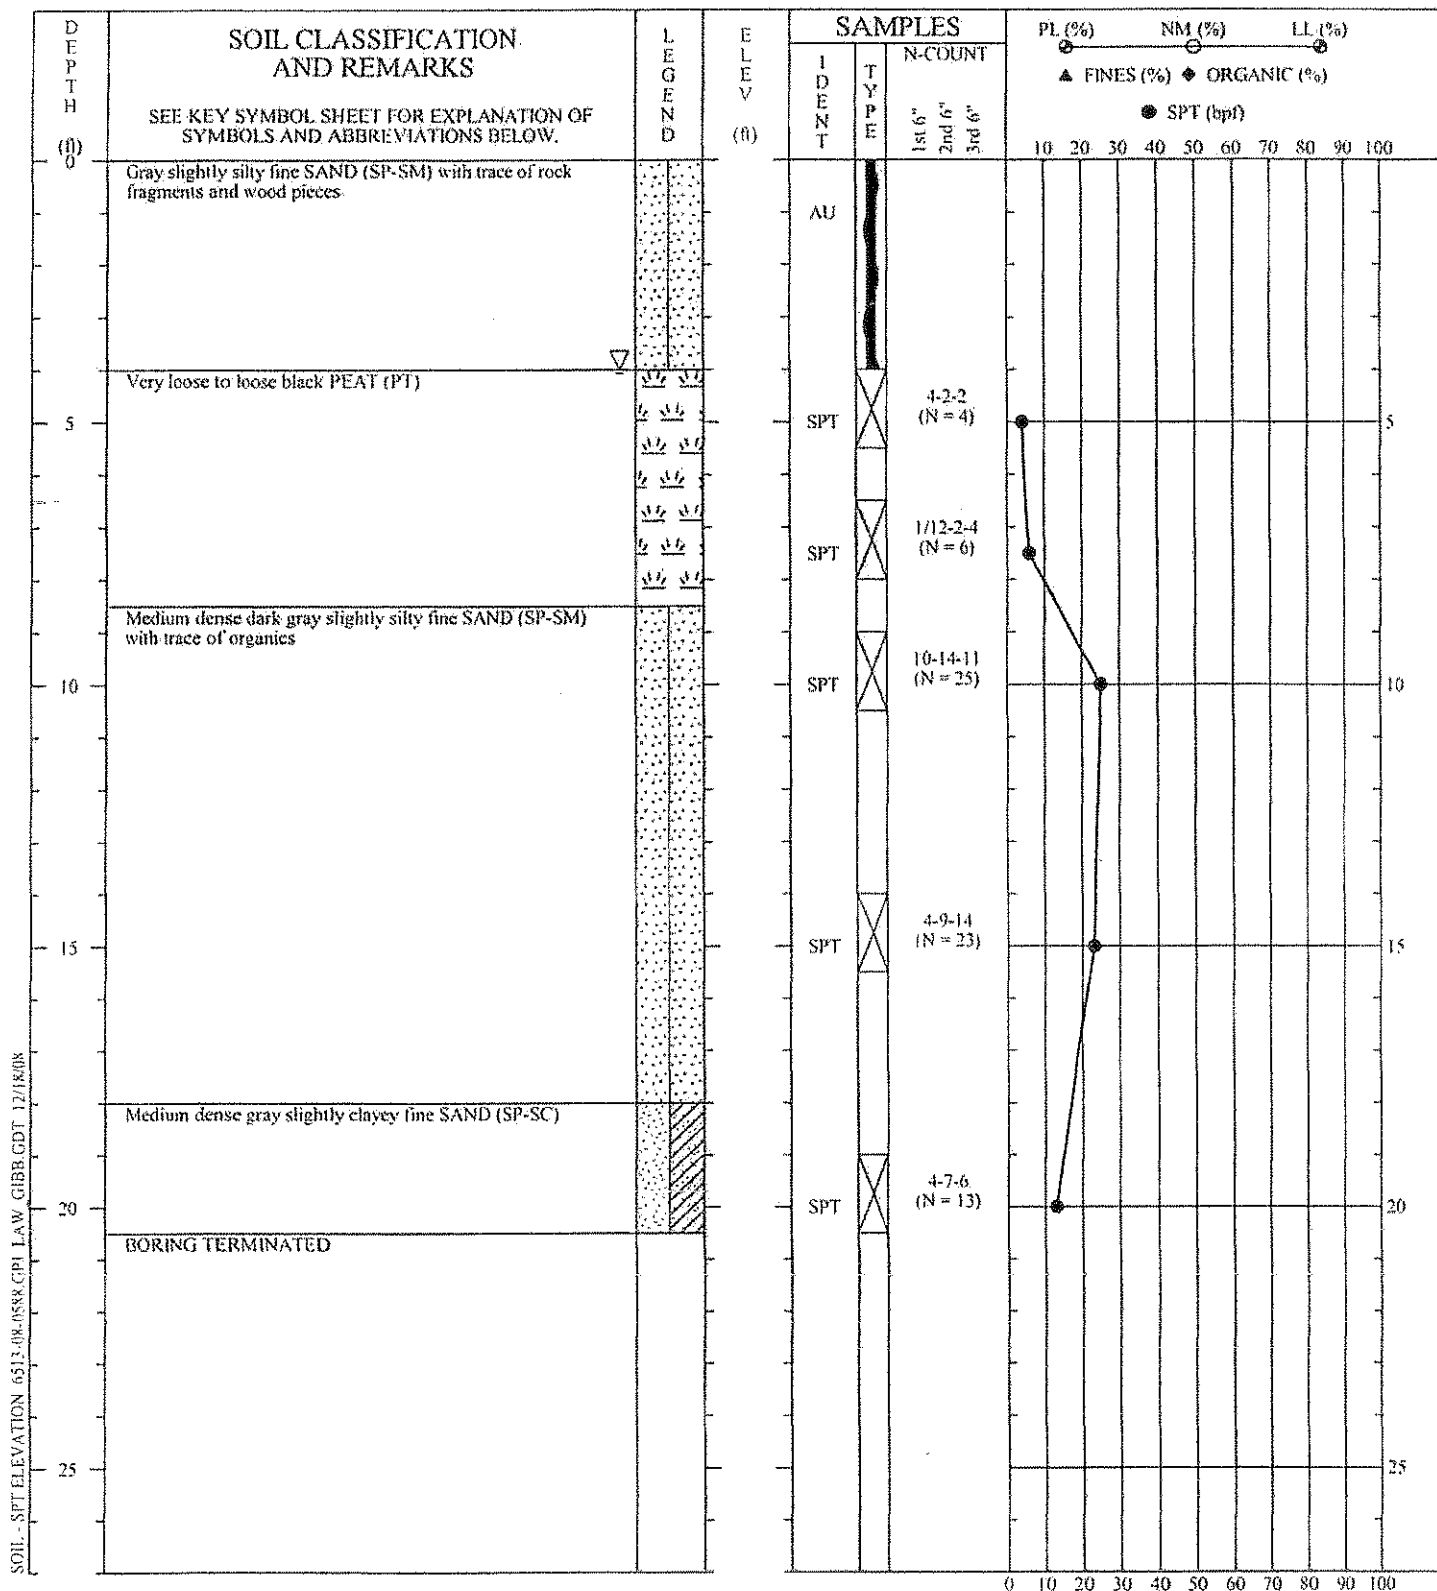 DEPTH (ft)
SOIL CLASSIFICATION
AND REMARKS
SEE KEY SYMBOL SHEET FOR EXPLANATION OF
SYMBOLS AND ABBREVIATIONS BELOW.
LEGEND
ELEV (ft)
SAMPLES
IDENT
TYPE
N-COUNT
1st 6"
2nd 6"
3rd 6"
PL (%) NM (%) LL (%)
▲ FINES (%) ◆ ORGANIC (%)
● SPT (bpf)
10 20 30 40 50 60 70 80 90 100
0
Gray slightly silty fine SAND (SP-SM) with trace of rock
fragments and wood pieces
AU
Very loose to loose black PEAT (PT)
4-2-2
(N = 4)
5 SPT 5
1/12-2-4
(N = 6)
SPT
Medium dense dark gray slightly silty fine SAND (SP-SM)
with trace of organics
10-14-11
(N = 25)
10 SPT 10
4-9-14
(N = 23)
15 SPT 15
Medium dense gray slightly clayey fine SAND (SP-SC)
4-7-6
(N = 13)
20 SPT 20
BORING TERMINATED
25 25
0 10 20 30 40 50 60 70 80 90 100
SOIL - SPT ELEVATION 6513-08-0588.GPJ LAW_GIBB.GDT 12/18/08